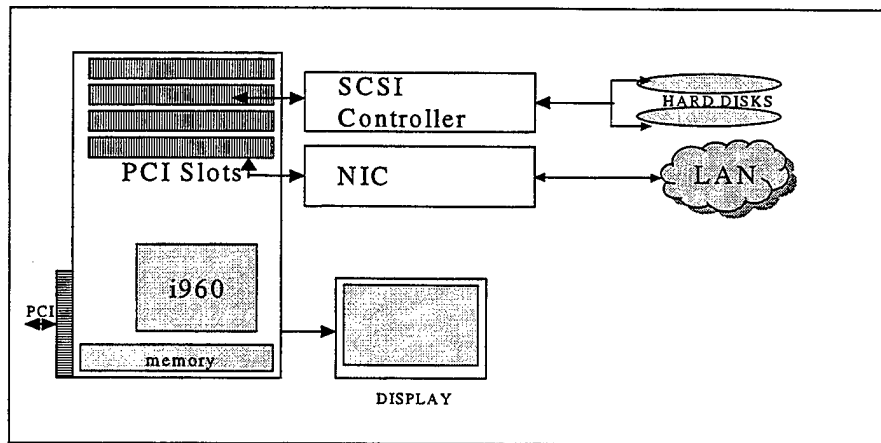 SCSI
Controller
HARD DISKS
PCI Slots
NIC
LAN
i960
PCI
memory
DISPLAY